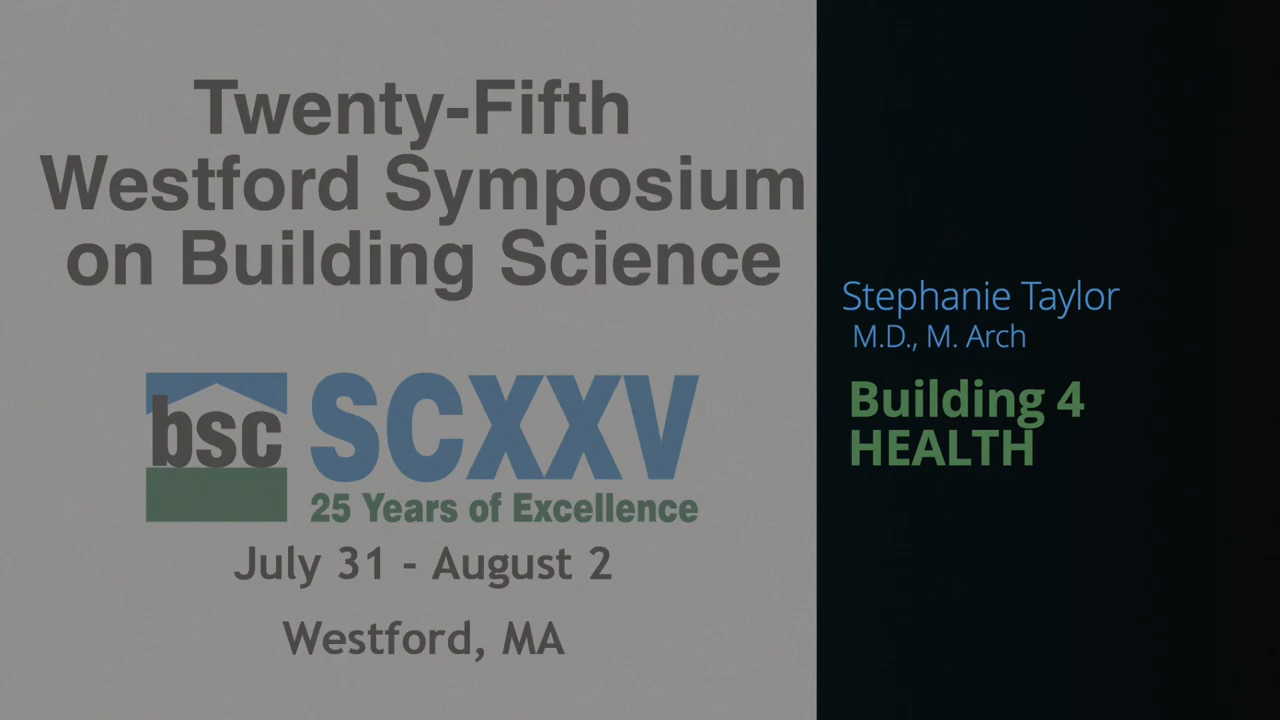 Twenty-Fifth
Westford Symposium
on Building Science
bsc SCXXV
25 Years of Excellence
July 31 - August 2
Westford, MA
Stephanie Taylor
M.D., M. Arch
Building 4
HEALTH